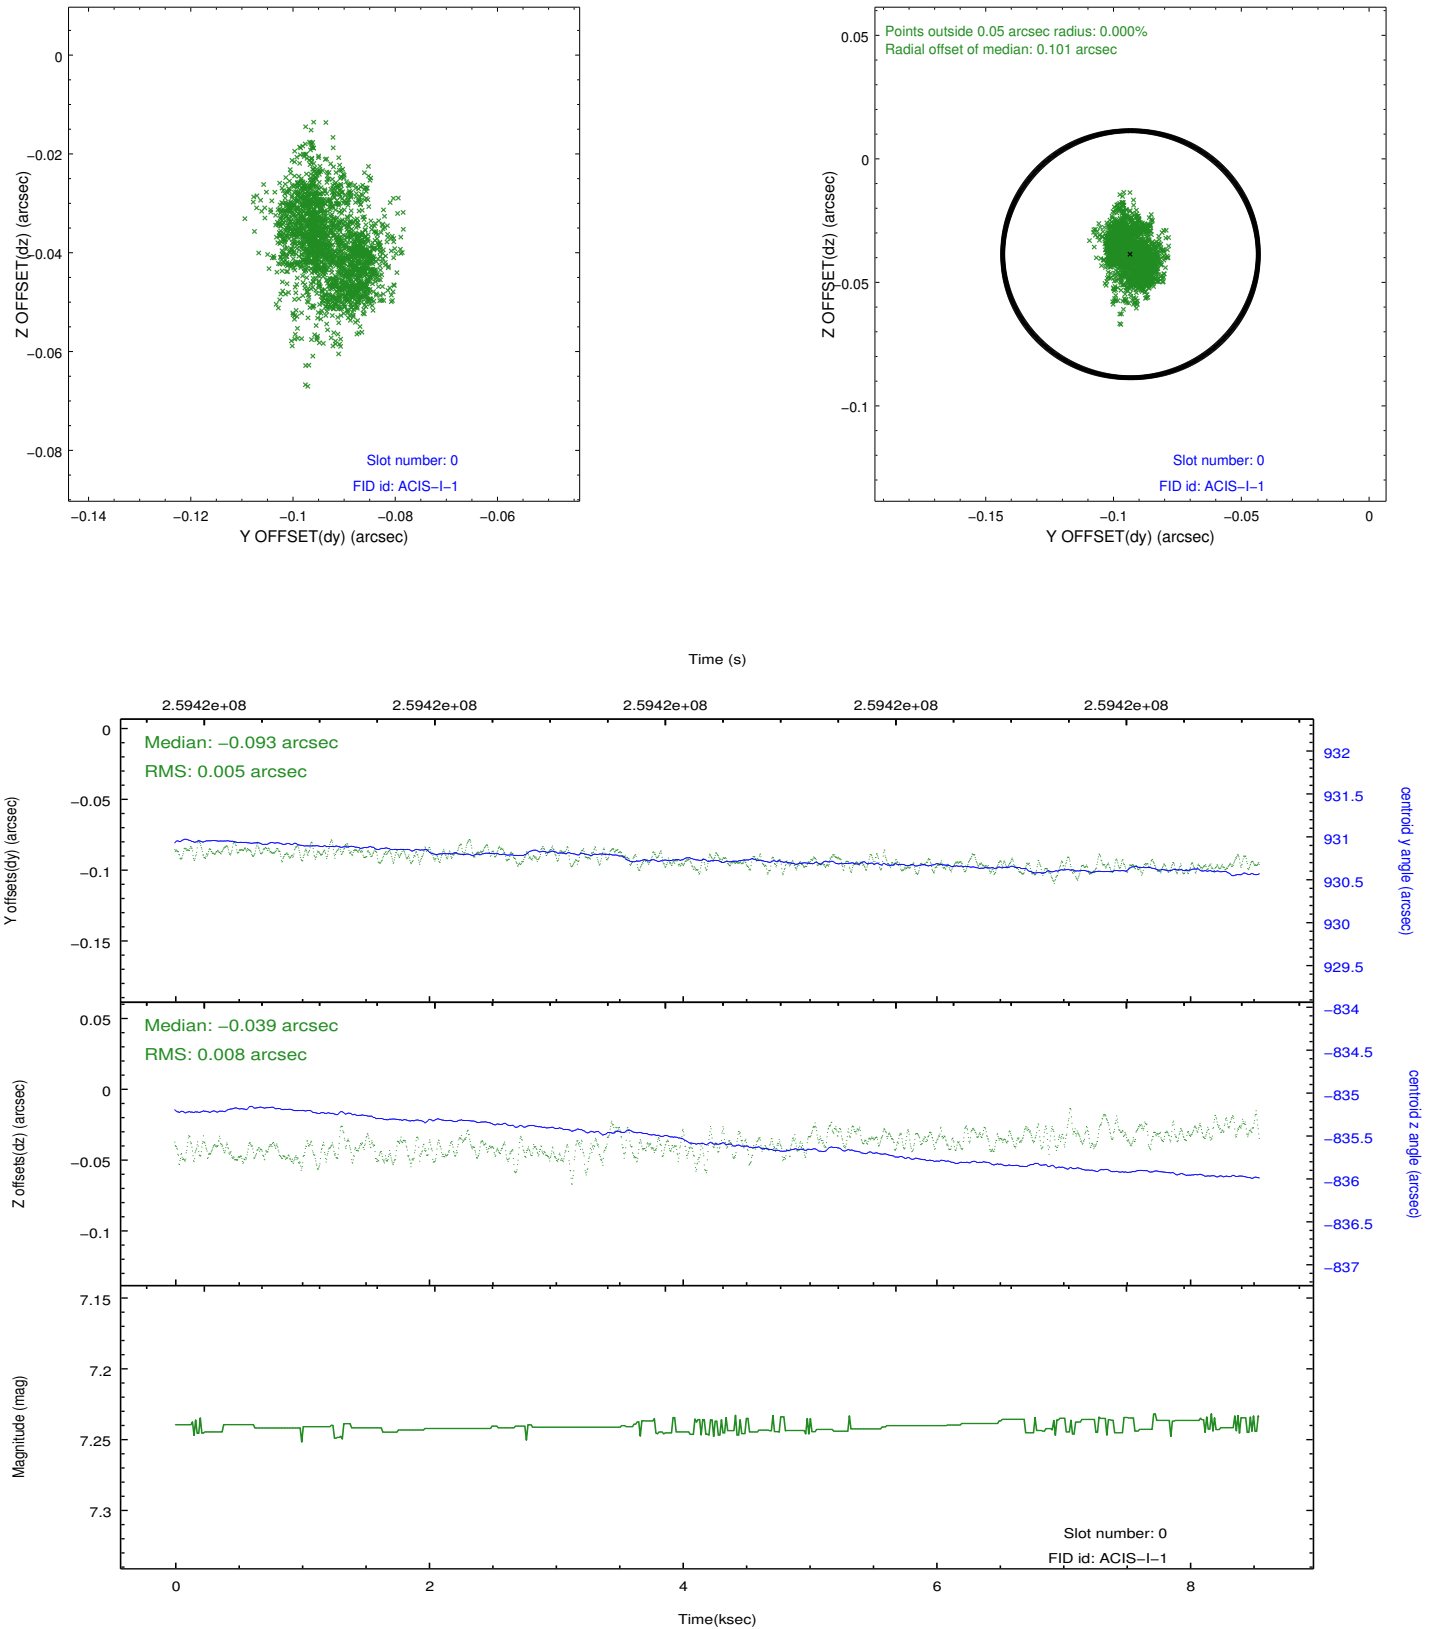 0
−0.02
−0.04
−0.06
−0.08
Z OFFSET(dz) (arcsec)
Slot number: 0
FID id: ACIS−I−1
−0.14 −0.12 −0.1 −0.08 −0.06
Y OFFSET(dy) (arcsec)
Points outside 0.05 arcsec radius: 0.000%
Radial offset of median: 0.101 arcsec
0.05
0
−0.05
−0.1
Z OFFSET(dz) (arcsec)
Slot number: 0
FID id: ACIS−I−1
−0.15 −0.1 −0.05 0
Y OFFSET(dy) (arcsec)
Time (s)
2.5942e+08 2.5942e+08 2.5942e+08 2.5942e+08 2.5942e+08
Median: −0.093 arcsec
RMS: 0.005 arcsec
0
−0.05
−0.1
−0.15
Y offsets(dy) (arcsec)
932
931.5
931
930.5
930
929.5
centroid y angle (arcsec)
Median: −0.039 arcsec
RMS: 0.008 arcsec
0.05
0
−0.05
−0.1
Z offsets(dz) (arcsec)
−834
−834.5
−835
−835.5
−836
−836.5
−837
centroid z angle (arcsec)
7.15
7.2
7.25
7.3
Magnitude (mag)
Slot number: 0
FID id: ACIS−I−1
0 2 4 6 8
Time(ksec)